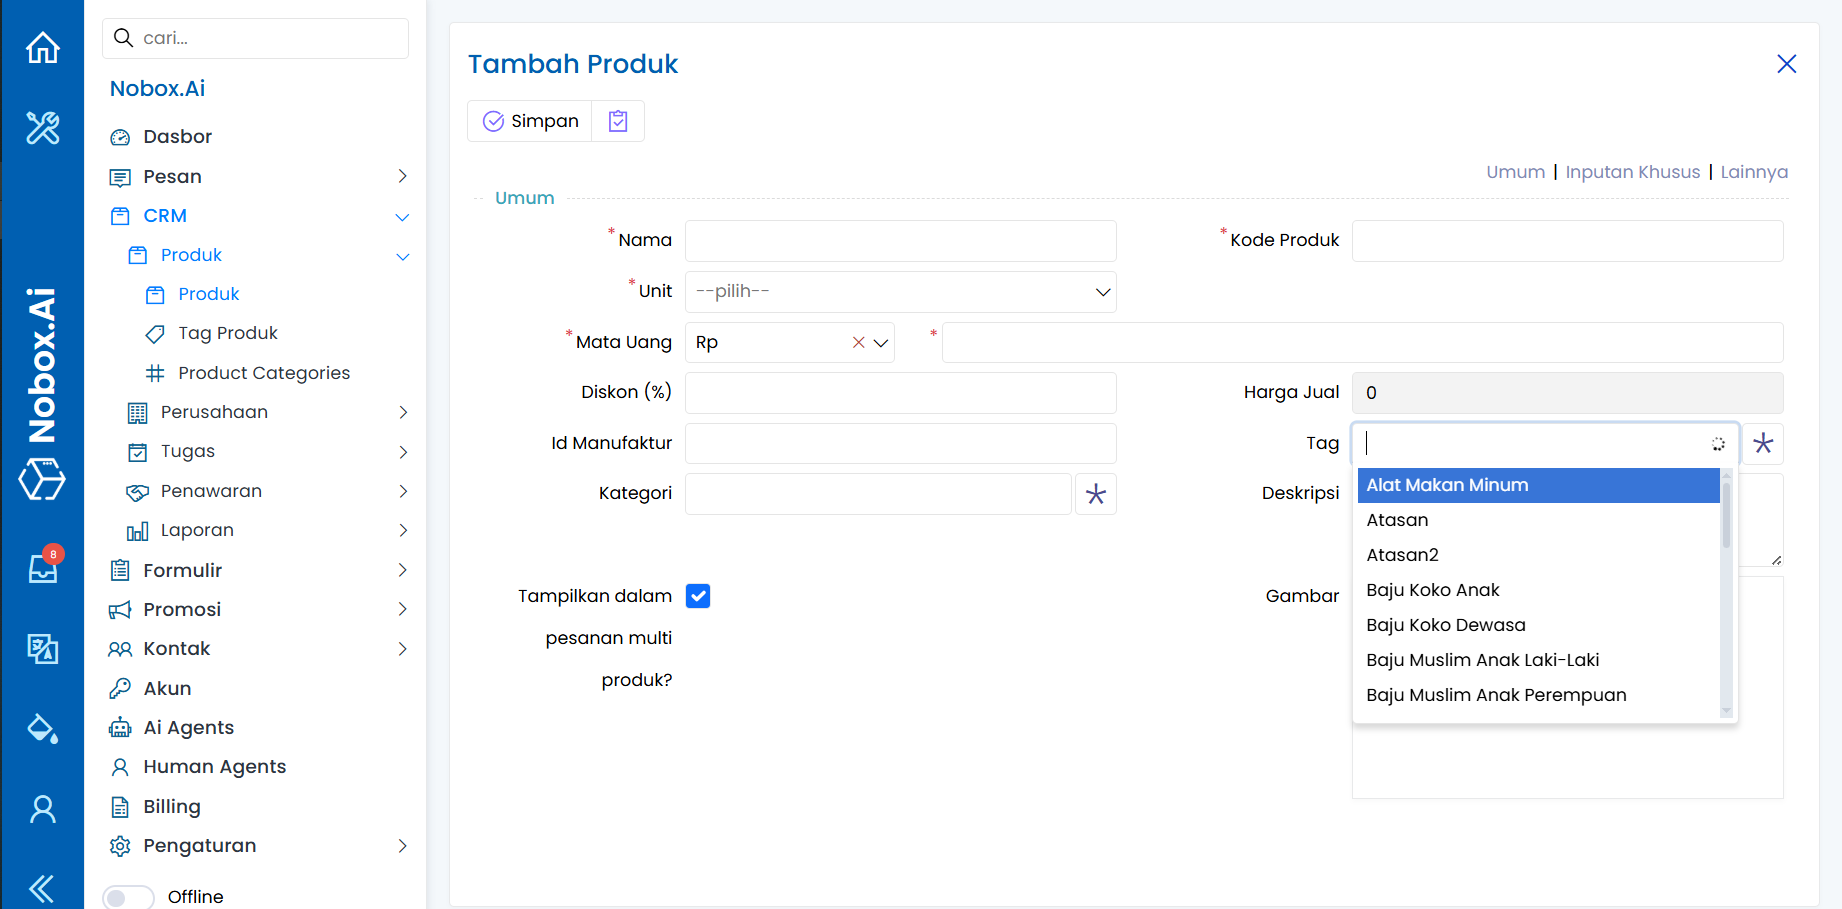 Nobox.Ai
8
cari...
Nobox.Ai
Dasbor
Pesan
CRM
Produk
Produk
Tag Produk
Product Categories
Perusahaan
Tugas
Penawaran
Laporan
Formulir
Promosi
Kontak
Akun
Ai Agents
Human Agents
Billing
Pengaturan
Offline
Tambah Produk
Simpan
Umum | Inputan Khusus | Lainnya
Umum
*Nama
*Kode Produk
*Unit --pilih--
*Mata Uang Rp *
Diskon (%)
Harga Jual 0
Id Manufaktur
Tag
Kategori
Deskripsi
Alat Makan Minum
Atasan
Atasan2
Baju Koko Anak
Baju Koko Dewasa
Baju Muslim Anak Laki-Laki
Baju Muslim Anak Perempuan
Tampilkan dalam
pesanan multi
produk?
Gambar